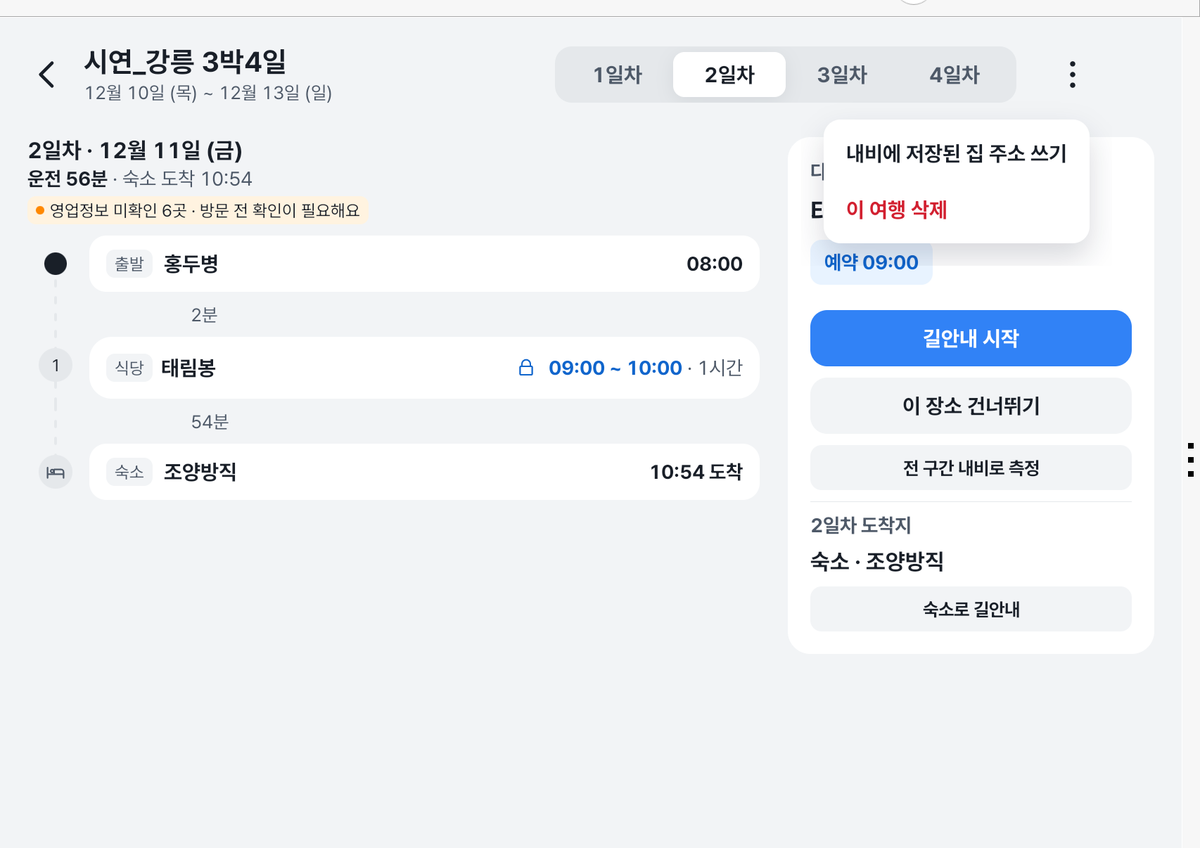 시연_강릉 3박4일
12월 10일 (목) ~ 12월 13일 (일)
1일차 2일차 3일차 4일차
내비에 저장된 집 주소 쓰기
이 여행 삭제
2일차 · 12월 11일 (금)
운전 56분 · 숙소 도착 10:54
영업정보 미확인 6곳 · 방문 전 확인이 필요해요
출발 홍두병 08:00
2분
1 식당 태림봉 09:00 ~ 10:00 · 1시간
54분
숙소 조양방직 10:54 도착
예약 09:00
길안내 시작
이 장소 건너뛰기
전 구간 내비로 측정
2일차 도착지
숙소 · 조양방직
숙소로 길안내